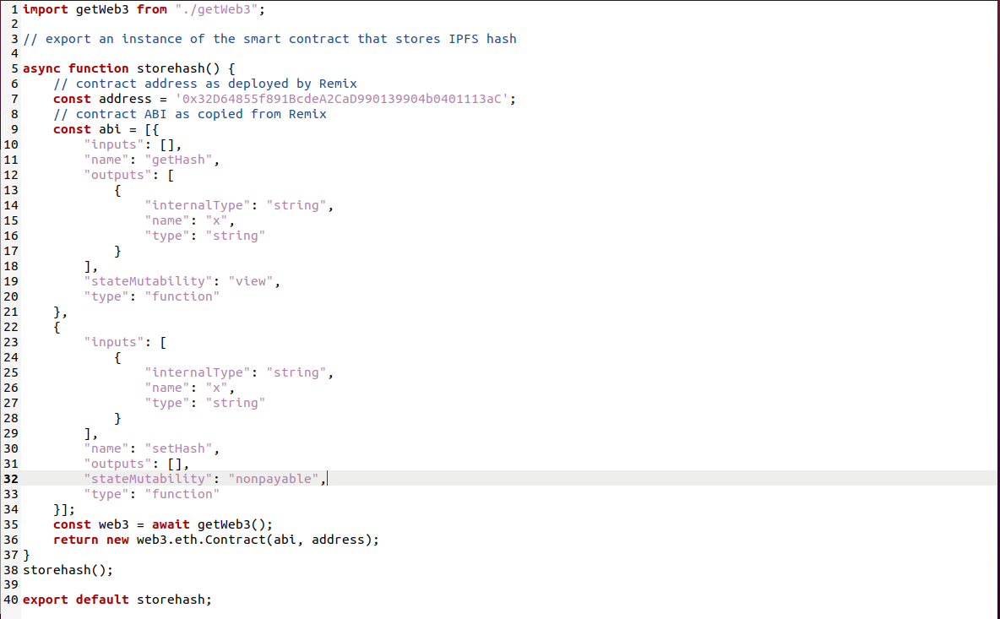 1 import getWeb3 from "./getWeb3";
2
3 // export an instance of the smart contract that stores IPFS hash
4
5 async function storehash() {
6     // contract address as deployed by Remix
7     const address = '0x32D64855f891BcdeA2CaD990139904b0401113aC';
8     // contract ABI as copied from Remix
9     const abi = [{
10         "inputs": [],
11         "name": "getHash",
12         "outputs": [
13             {
14                 "internalType": "string",
15                 "name": "x",
16                 "type": "string"
17             }
18         ],
19         "stateMutability": "view",
20         "type": "function"
21     },
22     {
23         "inputs": [
24             {
25                 "internalType": "string",
26                 "name": "x",
27                 "type": "string"
28             }
29         ],
30         "name": "setHash",
31         "outputs": [],
32         "stateMutability": "nonpayable",
33         "type": "function"
34     }];
35     const web3 = await getWeb3();
36     return new web3.eth.Contract(abi, address);
37 }
38 storehash();
39
40 export default storehash;